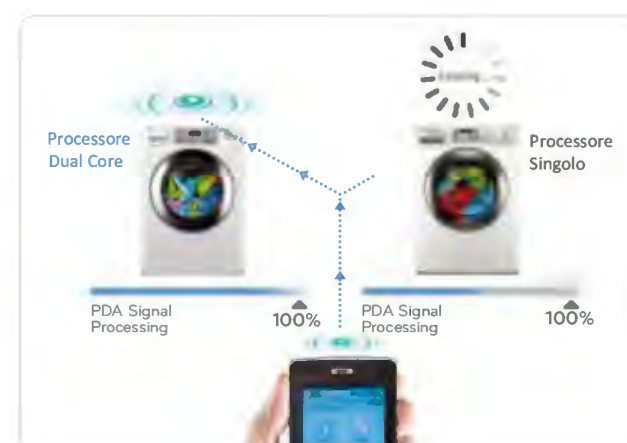 Processore
Dual Core
Processore
Singolo
PDA Signal
Processing
100%
PDA Signal
Processing
100%